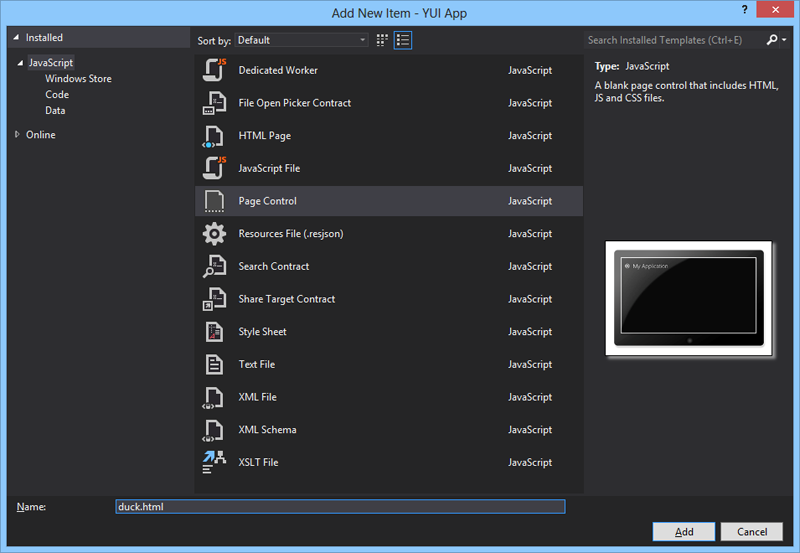 Add New Item - YUI App
? 
Installed
Sort by: Default
Search Installed Templates (Ctrl+E)
JavaScript
Windows Store
Code
Data
Online
Dedicated Worker JavaScript
File Open Picker Contract JavaScript
HTML Page JavaScript
JavaScript File JavaScript
Page Control JavaScript
Resources File (.resjson) JavaScript
Search Contract JavaScript
Share Target Contract JavaScript
Style Sheet JavaScript
Text File JavaScript
XML File JavaScript
XML Schema JavaScript
XSLT File JavaScript
Type: JavaScript
A blank page control that includes HTML,
JS and CSS files.
My Application
Name: duck.html
Add Cancel